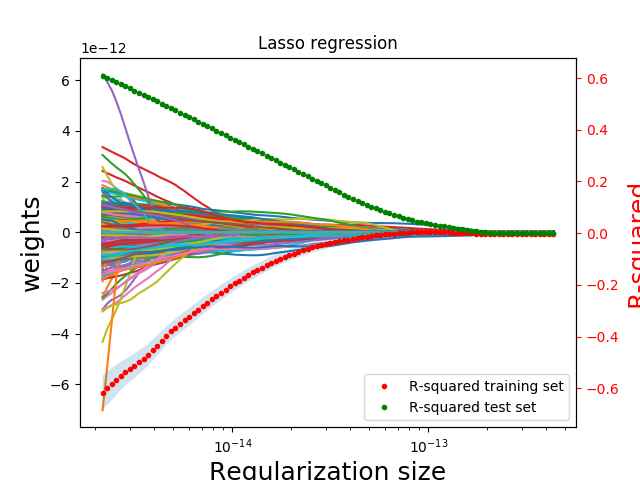 Lasso regression
1e−12
6
4
2
0
−2
−4
−6
weights
0.6
0.4
0.2
0.0
−0.2
−0.4
−0.6
R-squared
R-squared training set
R-squared test set
10⁻¹⁴
10⁻¹³
Regularization size